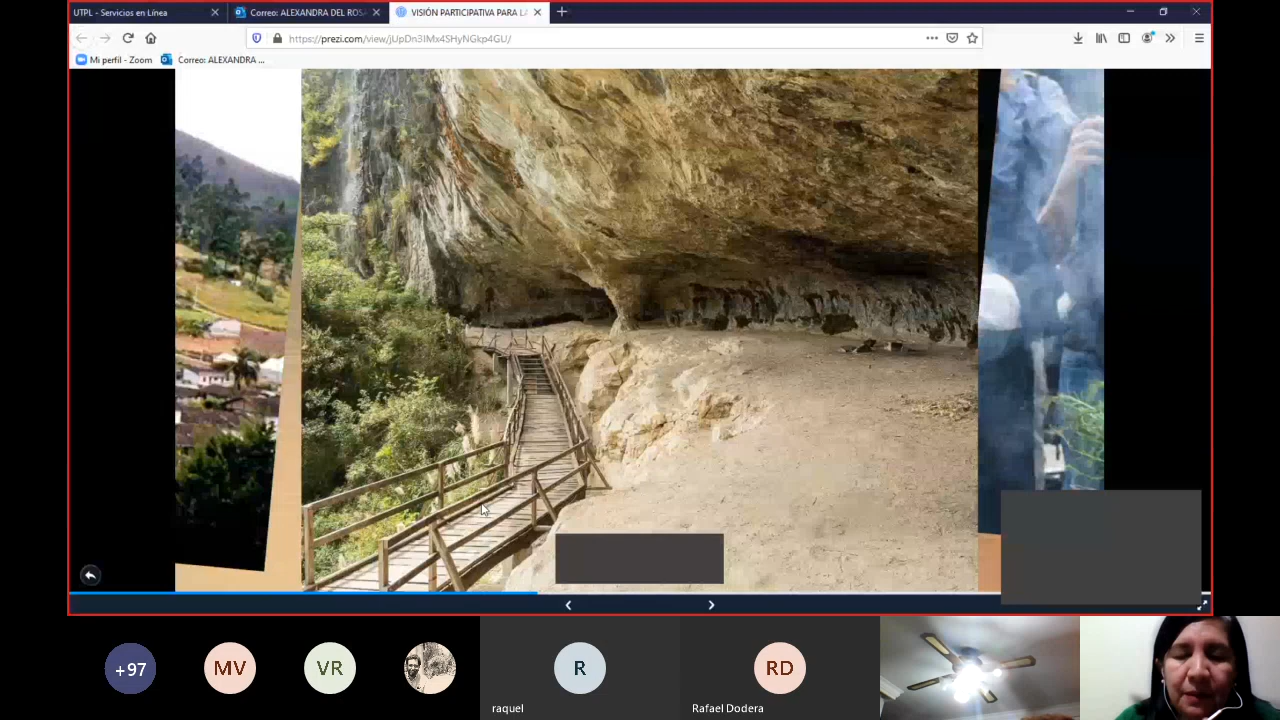 UTPL - Servicios en Línea
Correo: ALEXANDRA DEL ROS
VISIÓN PARTICIPATIVA PARA LA
https://prezi.com/view/jUpDn3IMx4SHyNGkp4GU/
Mi perfil - Zoom
Correo: ALEXANDRA ...
+97
MV
VR
R
RD
raquel
Rafael Dodera